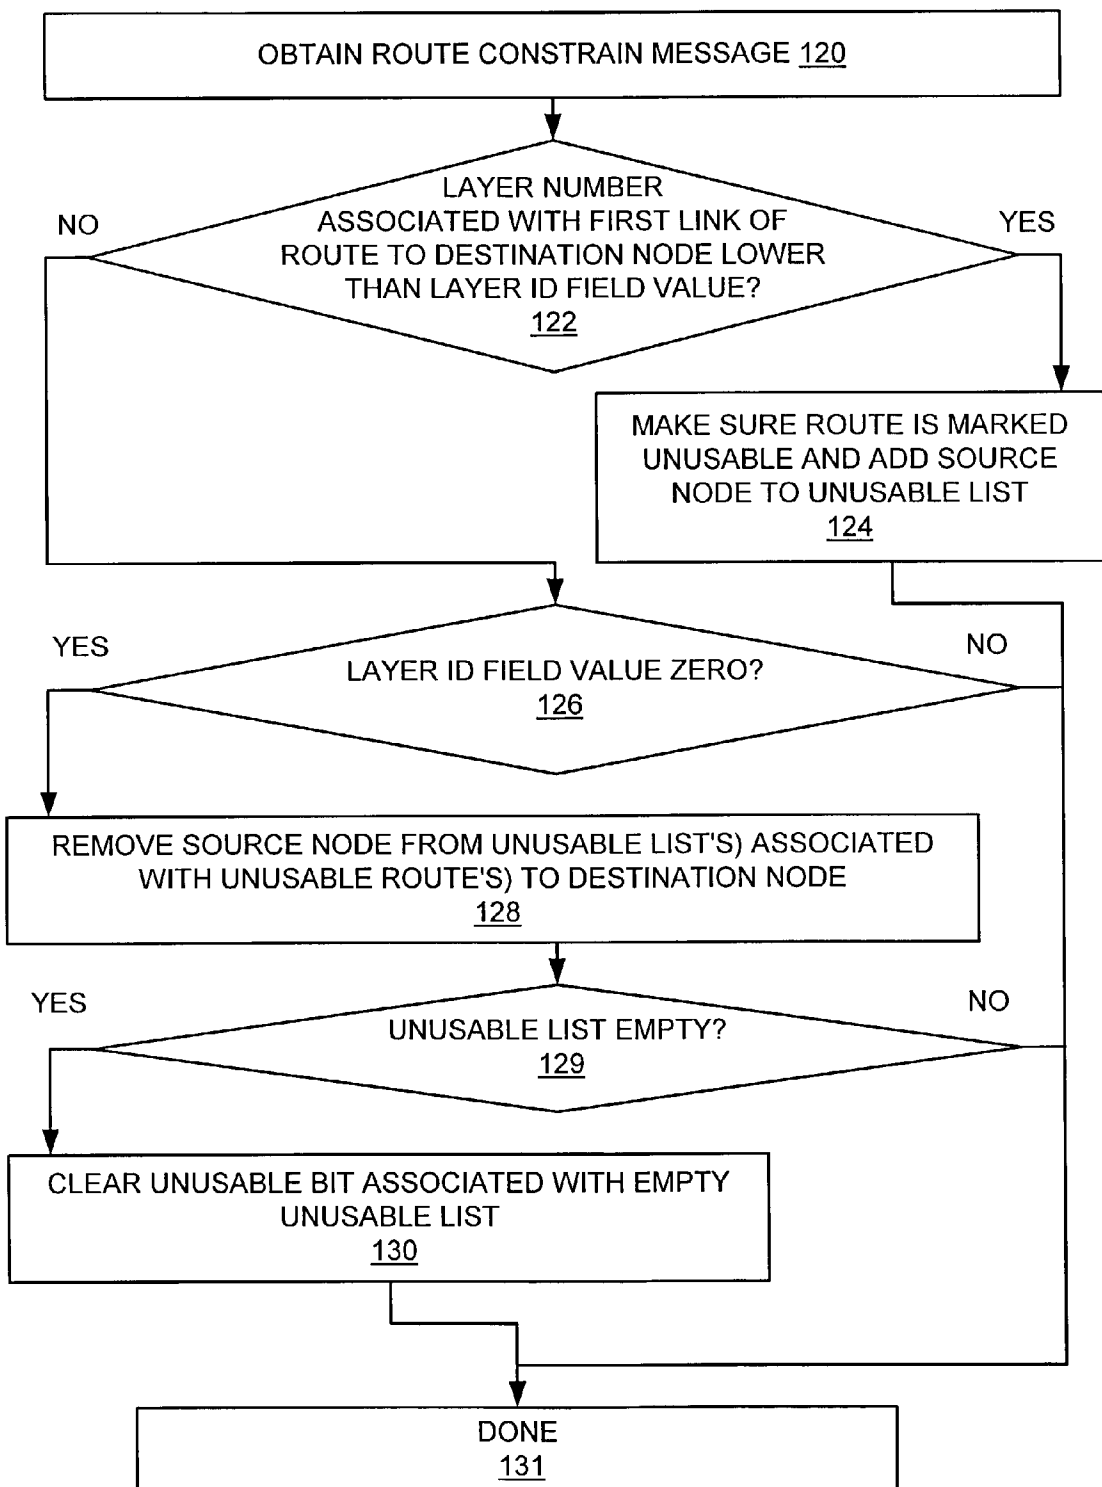 OBTAIN ROUTE CONSTRAIN MESSAGE 120
LAYER NUMBER
ASSOCIATED WITH FIRST LINK OF
ROUTE TO DESTINATION NODE LOWER
THAN LAYER ID FIELD VALUE?
122
NO
YES
MAKE SURE ROUTE IS MARKED
UNUSABLE AND ADD SOURCE
NODE TO UNUSABLE LIST
124
YES
NO
LAYER ID FIELD VALUE ZERO?
126
REMOVE SOURCE NODE FROM UNUSABLE LIST'S) ASSOCIATED
WITH UNUSABLE ROUTE'S) TO DESTINATION NODE
128
YES
NO
UNUSABLE LIST EMPTY?
129
CLEAR UNUSABLE BIT ASSOCIATED WITH EMPTY
UNUSABLE LIST
130
DONE
131